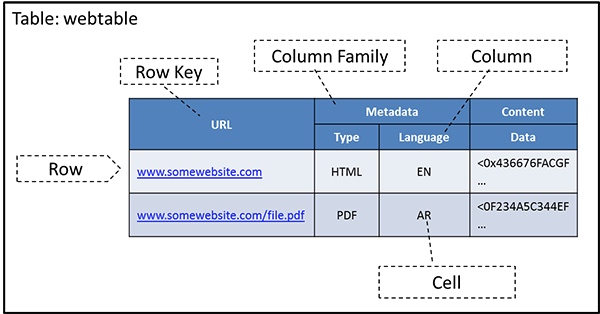 Table: webtable
Column Family
Column
Row Key
URL
Metadata
Content
Type
Language
Data
Row
www.somewebsite.com
HTML
EN
<0x436676FACGF
...
www.somewebsite.com/file.pdf
PDF
AR
<0F234A5C344EF
...
Cell